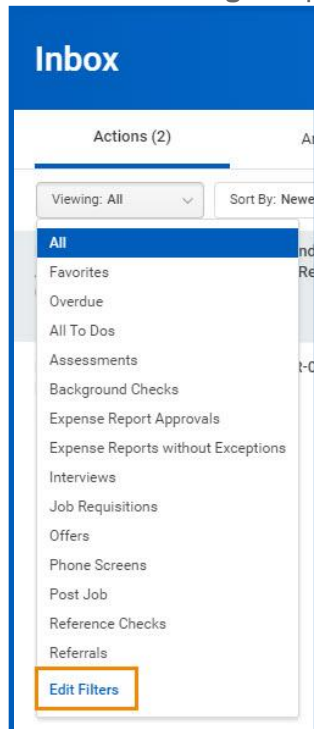 Inbox
Actions (2)
Viewing: All Sort By: Newe
All
Favorites
Overdue
All To Dos
Assessments
Background Checks
Expense Report Approvals
Expense Reports without Exceptions
Interviews
Job Requisitions
Offers
Phone Screens
Post Job
Reference Checks
Referrals
Edit Filters